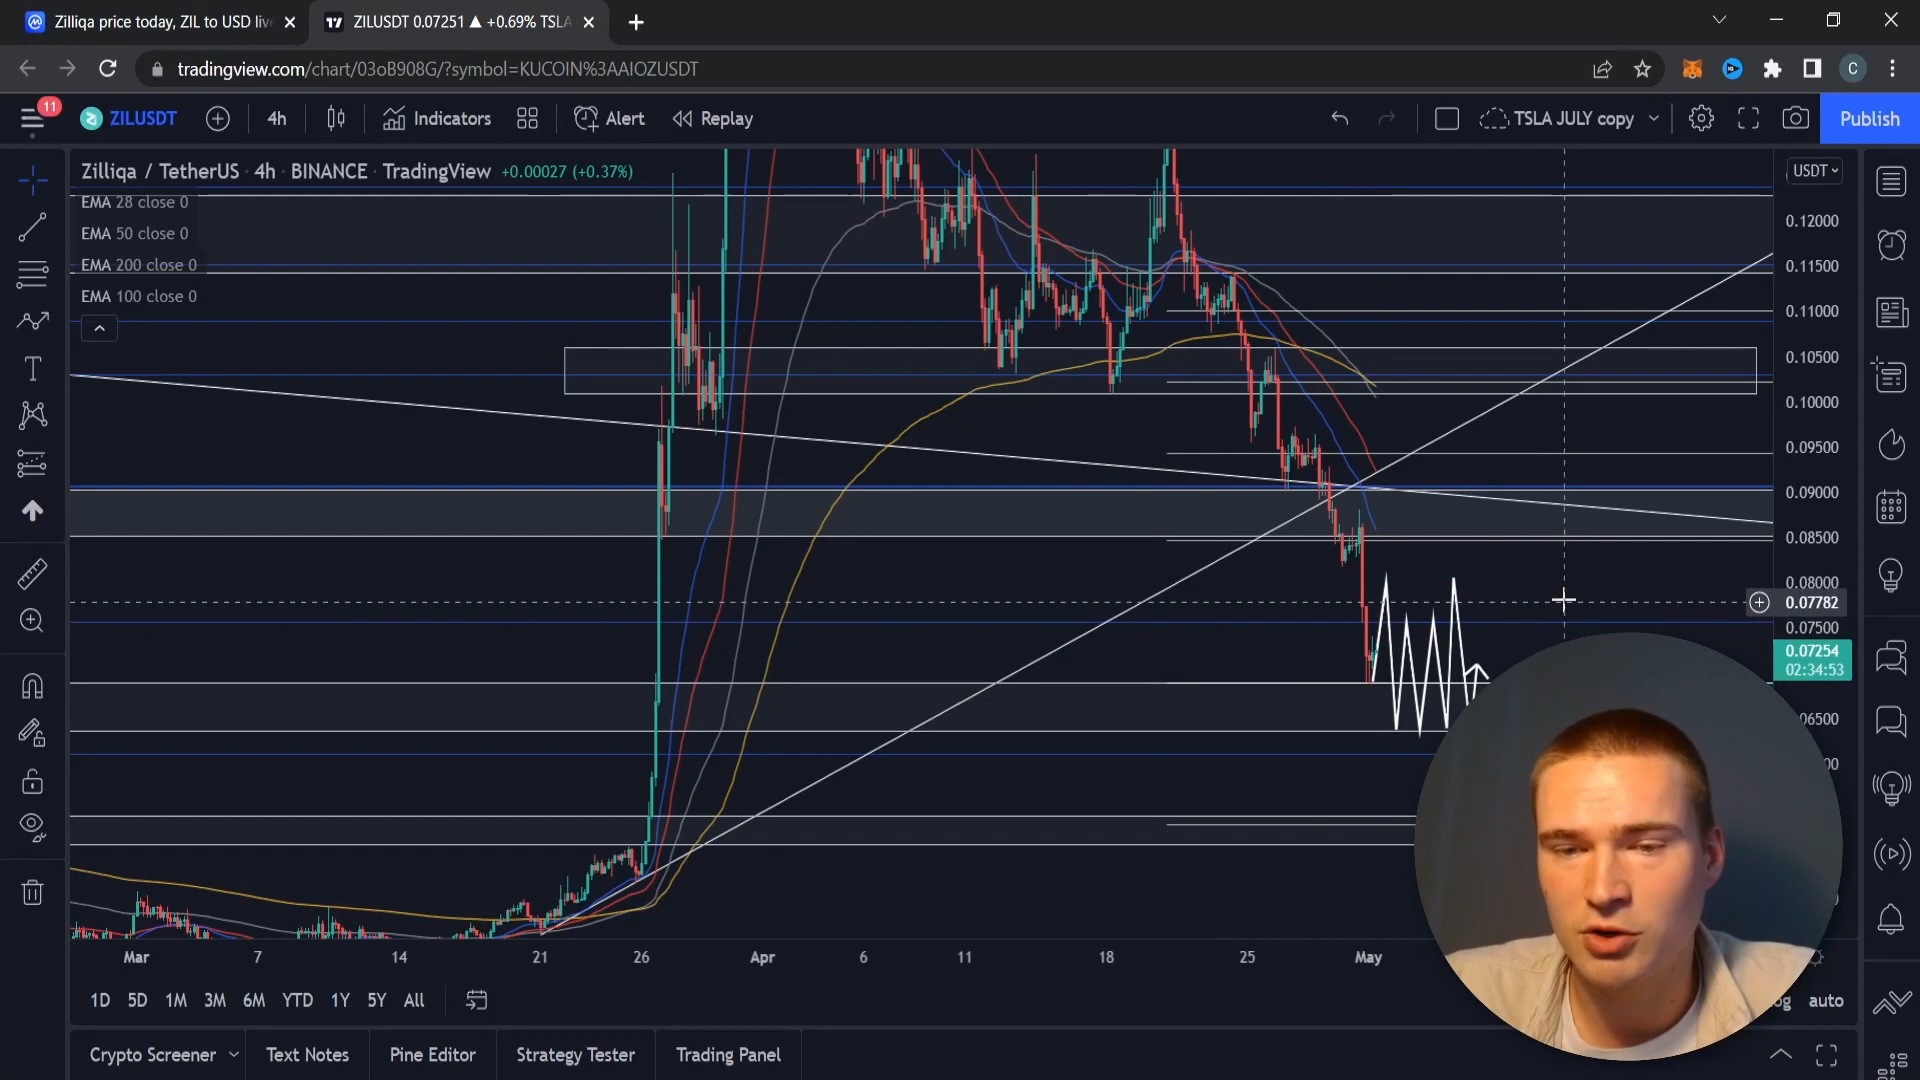 Zilliqa price today, ZIL to USD live
ZILUSDT 0.07251 ▲ +0.69% TSLA
tradingview.com/chart/03oB908G/?symbol=KUCOIN%3AAIOZUSDT
C
11
ZILUSDT
4h
Indicators
Alert
Replay
TSLA JULY copy
Publish
Zilliqa / TetherUS · 4h · BINANCE · TradingView +0.00027 (+0.37%)
USDT
EMA 28 close 0
EMA 50 close 0
EMA 200 close 0
EMA 100 close 0
0.12000
0.11500
0.11000
0.10500
0.10000
0.09500
0.09000
0.08500
0.08000
0.07782
0.07500
0.07254
02:34:53
Mar 7 14 21 26 Apr 6 11 18 25 May
1D 5D 1M 3M 6M YTD 1Y 5Y All
auto
Crypto Screener Text Notes Pine Editor Strategy Tester Trading Panel